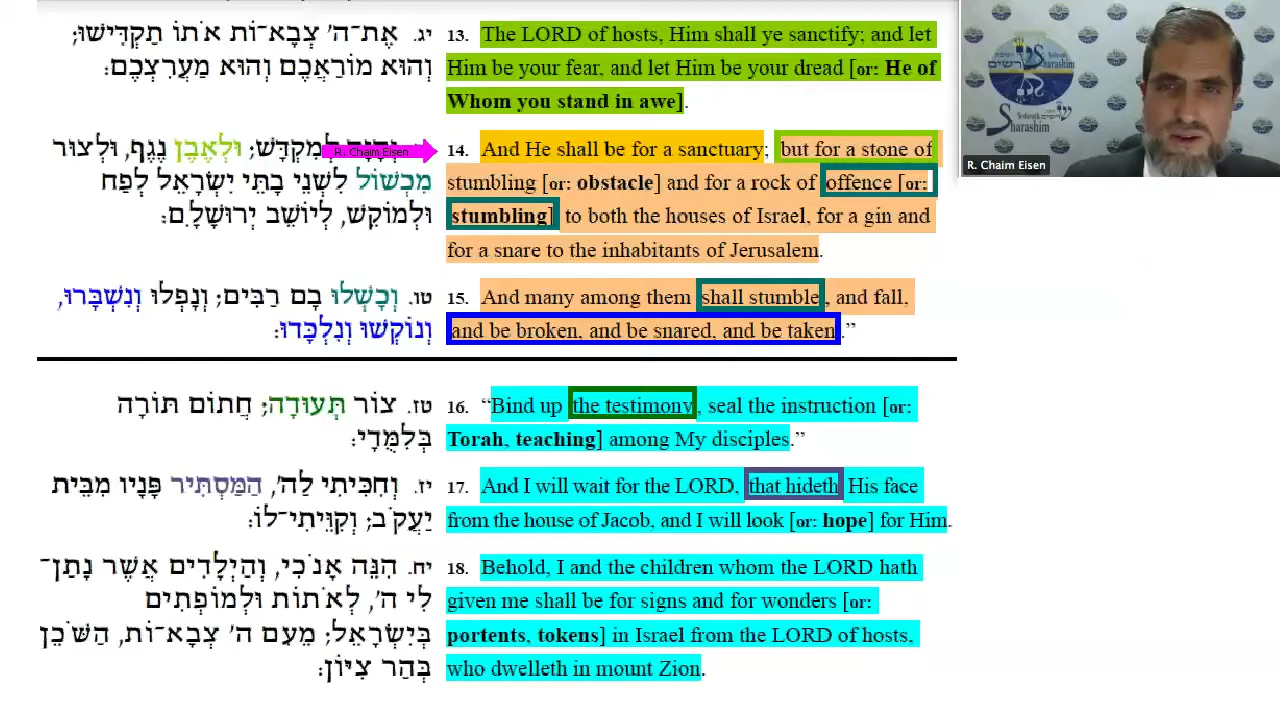 יג. אֶת־ה' צְבָא־וֹת אֹתוֹ תַקְדִּישׁוּ;
וְהוּא מוֹרַאֲכֶם וְהוּא מַעֲרִצְכֶם:
13. The LORD of hosts, Him shall ye sanctify; and let
Him be your fear, and let Him be your dread [or: He of
Whom you stand in awe].
לְמִקְדָּשׁ; וּלְאֶבֶן נֶגֶף, וּלְצוּר
מִכְשׁוֹל לִשְׁנֵי בָתֵּי יִשְׂרָאֵל לְפַח
וּלְמוֹקֵשׁ, לְיוֹשֵׁב יְרוּשָׁלִָם:
R. Chaim Eisen
14. And He shall be for a sanctuary; but for a stone of
stumbling [or: obstacle] and for a rock of offence [or:
stumbling] to both the houses of Israel, for a gin and
for a snare to the inhabitants of Jerusalem.
טו. וְכָשְׁלוּ בָם רַבִּים; וְנָפְלוּ וְנִשְׁבָּרוּ,
וְנוֹקְשׁוּ וְנִלְכָּדוּ:
15. And many among them shall stumble, and fall,
and be broken, and be snared, and be taken.”
טז. צוֹר תְּעוּדָה; חֲתוֹם תּוֹרָה
בְּלִמֻּדָי:
16. “Bind up the testimony, seal the instruction [or:
Torah, teaching] among My disciples.”
יז. וְחִכִּיתִי לַה', הַמַּסְתִּיר פָּנָיו מִבֵּית
יַעֲקֹב; וְקִוֵּיתִי־לוֹ:
17. And I will wait for the LORD, that hideth His face
from the house of Jacob, and I will look [or: hope] for Him.
יח. הִנֵּה אָנֹכִי, וְהַיְלָדִים אֲשֶׁר נָתַן־
לִי ה', לְאֹתוֹת וּלְמוֹפְתִים
בְּיִשְׂרָאֵל; מֵעִם ה' צְבָא־וֹת, הַשֹּׁכֵן
בְּהַר צִיּוֹן:
18. Behold, I and the children whom the LORD hath
given me shall be for signs and for wonders [or:
portents, tokens] in Israel from the LORD of hosts,
who dwelleth in mount Zion.
Yeshivath
Sharashim
R. Chaim Eisen